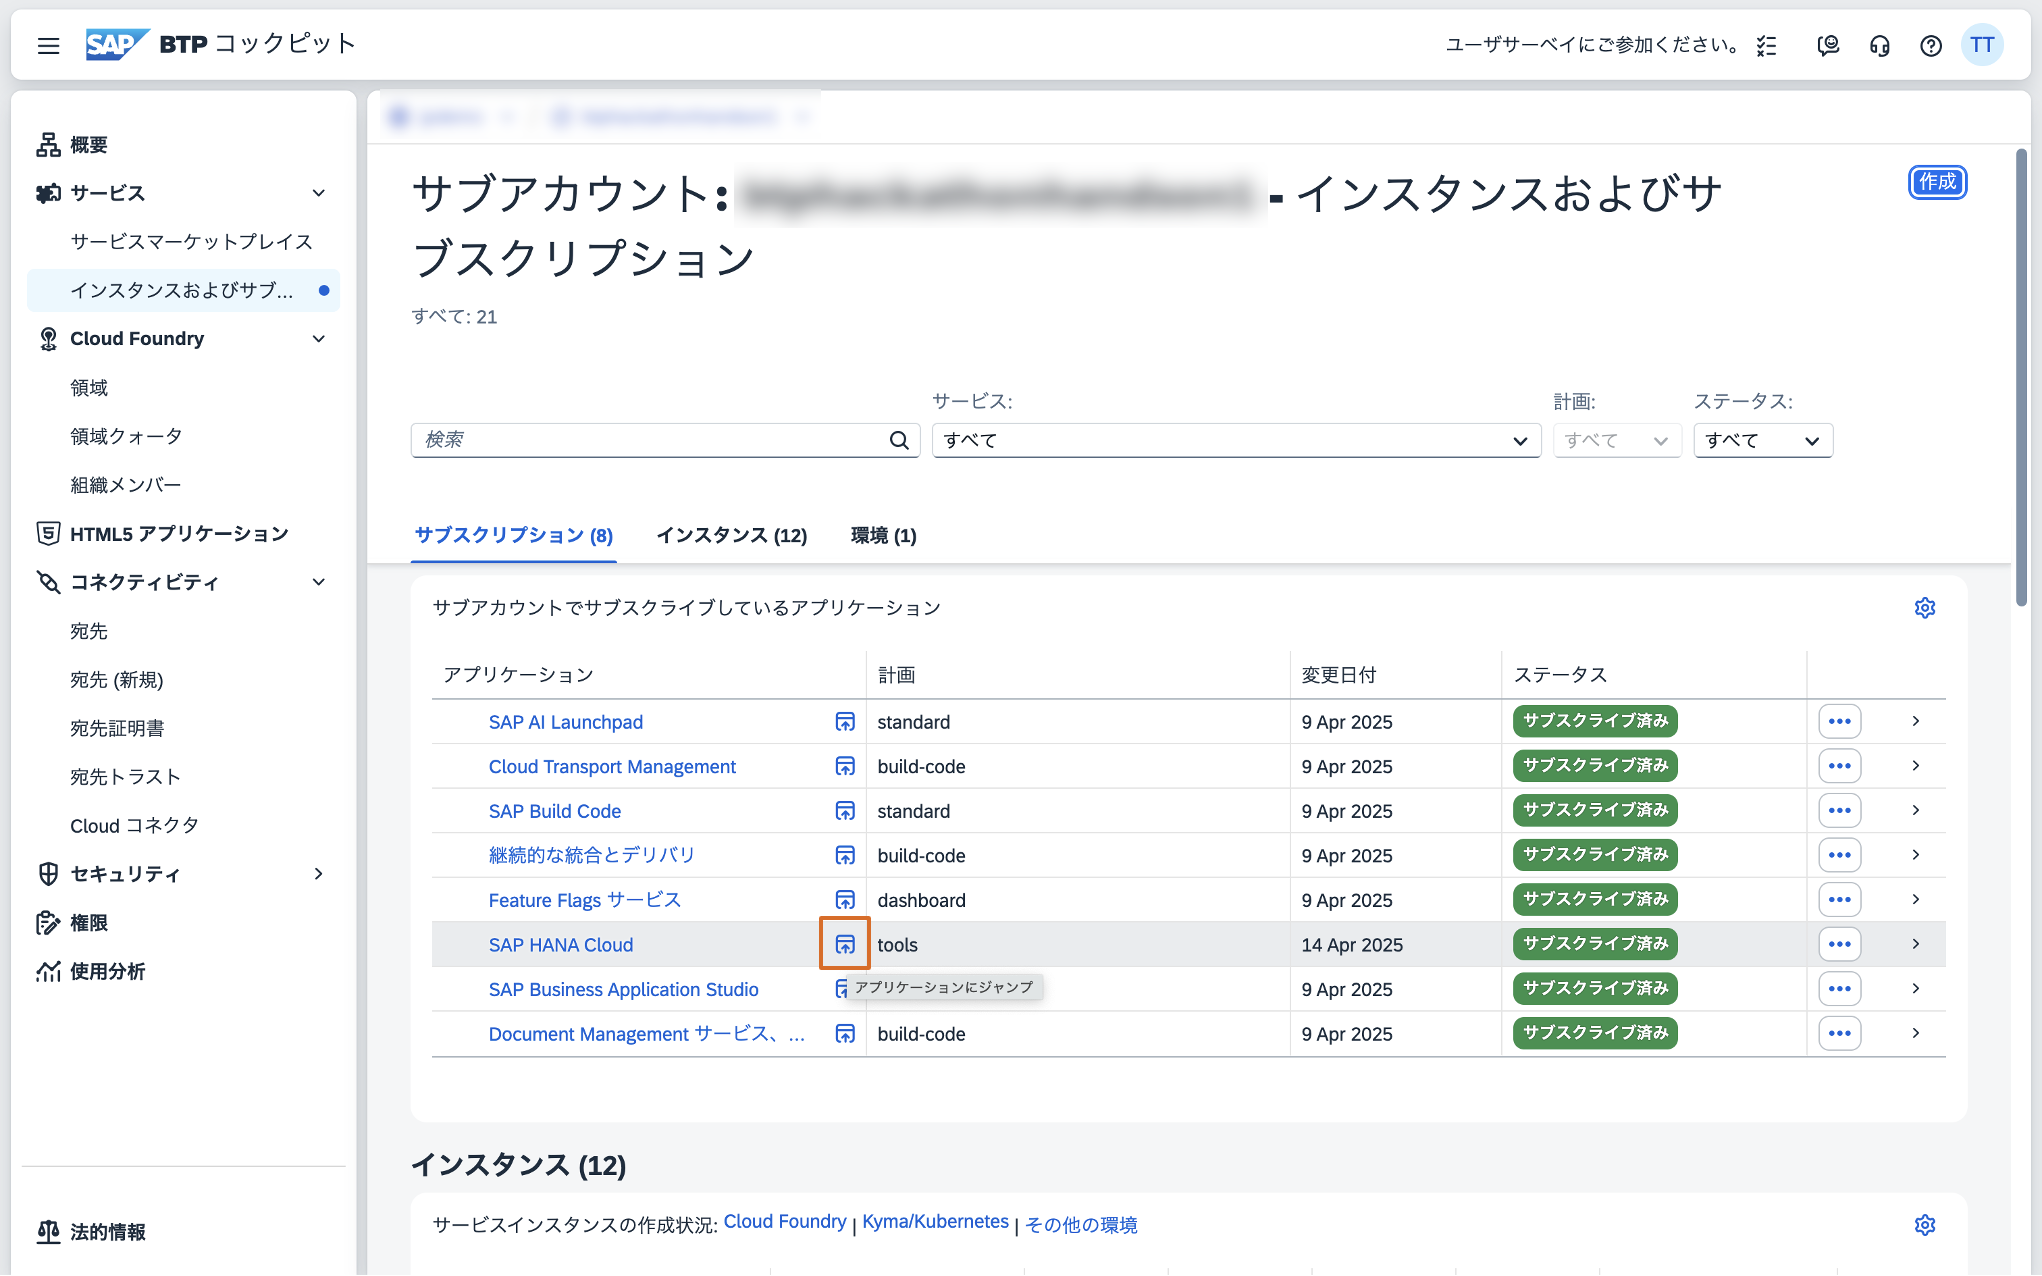 SAP BTP コックピット
ユーザサーベイにご参加ください。
TT
概要
サービス
サービスマーケットプレイス
インスタンスおよびサブ...
Cloud Foundry
領域
領域クォータ
組織メンバー
HTML5 アプリケーション
コネクティビティ
宛先
宛先 (新規)
宛先証明書
宛先トラスト
Cloud コネクタ
セキュリティ
権限
使用分析
法的情報
サブアカウント: - インスタンスおよびサ
ブスクリプション
作成
すべて: 21
サービス: 計画: ステータス:
検索 すべて すべて すべて
サブスクリプション (8) インスタンス (12) 環境 (1)
サブアカウントでサブスクライブしているアプリケーション
アプリケーション 計画 変更日付 ステータス
SAP AI Launchpad standard 9 Apr 2025 サブスクライブ済み
Cloud Transport Management build-code 9 Apr 2025 サブスクライブ済み
SAP Build Code standard 9 Apr 2025 サブスクライブ済み
継続的な統合とデリバリ build-code 9 Apr 2025 サブスクライブ済み
Feature Flags サービス dashboard 9 Apr 2025 サブスクライブ済み
SAP HANA Cloud tools 14 Apr 2025 サブスクライブ済み
SAP Business Application Studio アプリケーションにジャンプ 9 Apr 2025 サブスクライブ済み
Document Management サービス、... build-code 9 Apr 2025 サブスクライブ済み
インスタンス (12)
サービスインスタンスの作成状況: Cloud Foundry | Kyma/Kubernetes | その他の環境